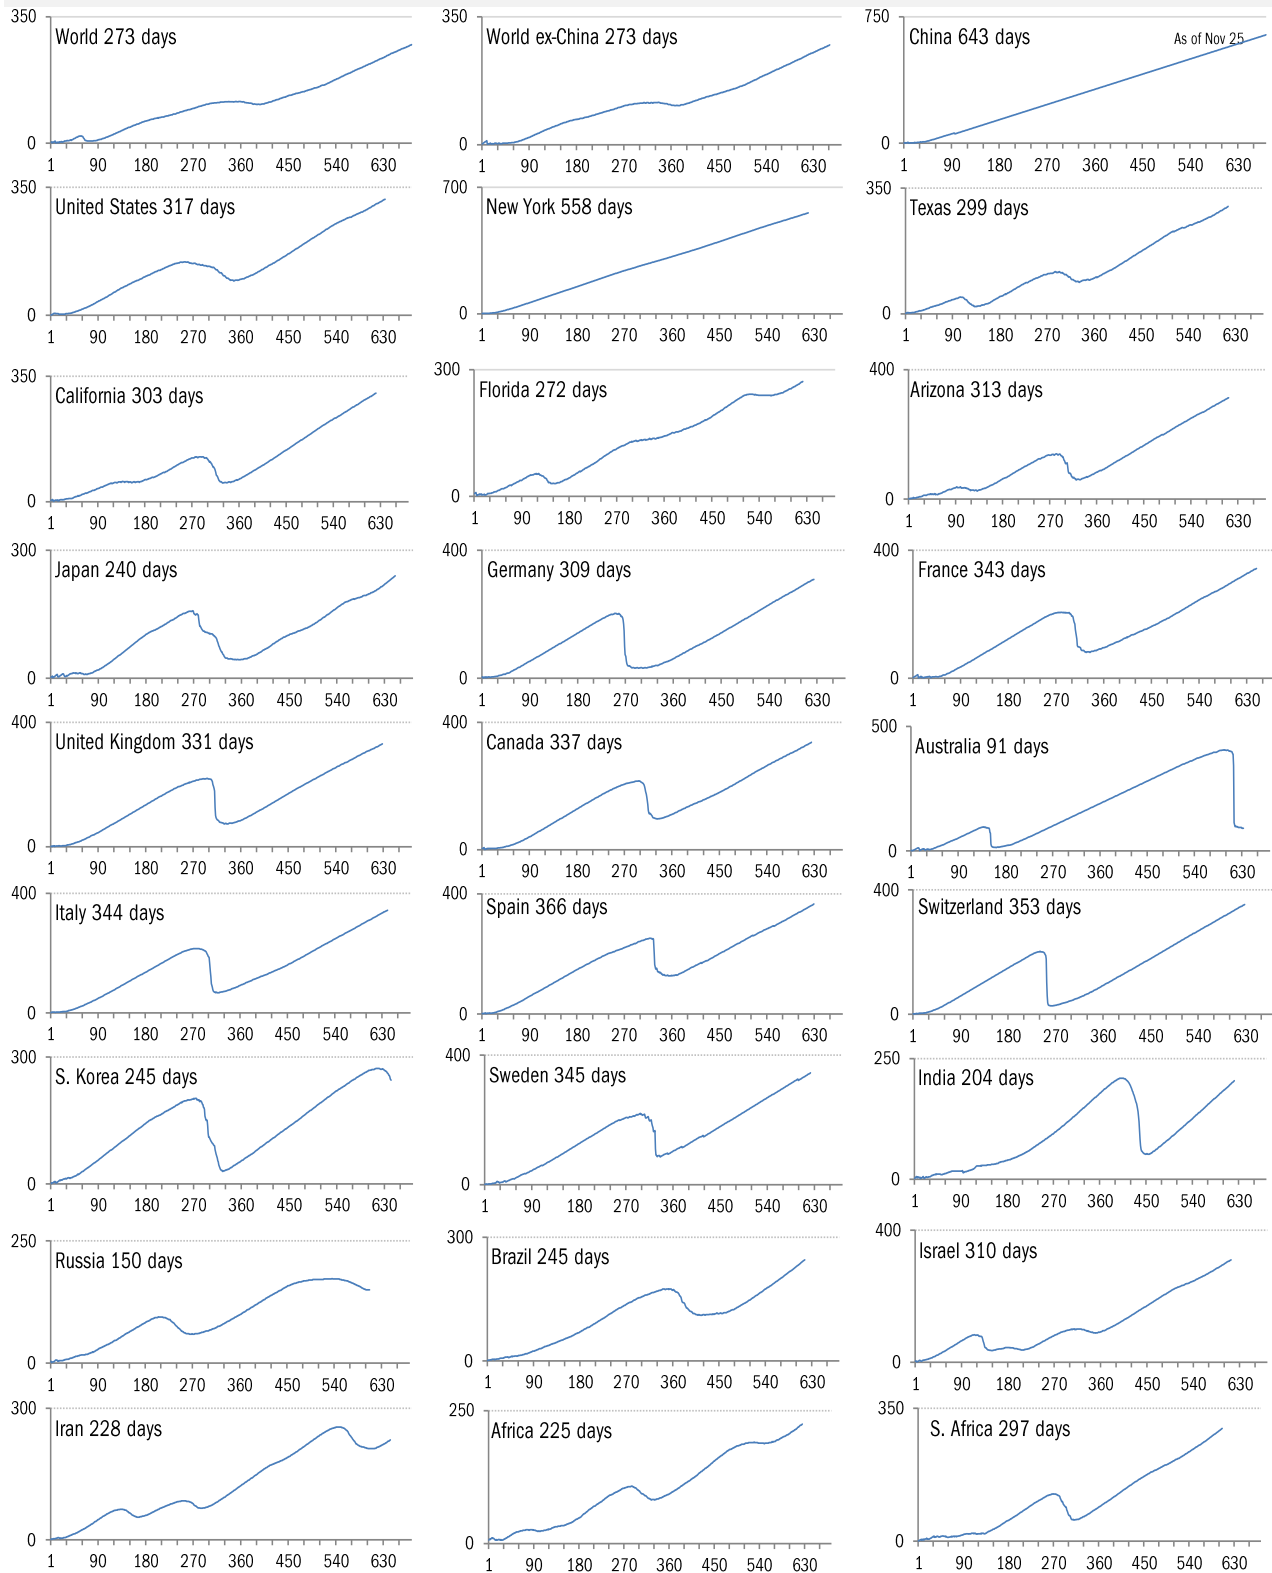 350
World 273 days
0
1 90 180 270 360 450 540 630
350
World ex-China 273 days
0
1 90 180 270 360 450 540 630
750
China 643 days
As of Nov 25
0
1 90 180 270 360 450 540 630
350
United States 317 days
0
1 90 180 270 360 450 540 630
700
New York 558 days
0
1 90 180 270 360 450 540 630
350
Texas 299 days
0
1 90 180 270 360 450 540 630
350
California 303 days
0
1 90 180 270 360 450 540 630
300
Florida 272 days
0
1 90 180 270 360 450 540 630
400
Arizona 313 days
0
1 90 180 270 360 450 540 630
300
Japan 240 days
0
1 90 180 270 360 450 540 630
400
Germany 309 days
0
1 90 180 270 360 450 540 630
400
France 343 days
0
1 90 180 270 360 450 540 630
400
United Kingdom 331 days
0
1 90 180 270 360 450 540 630
400
Canada 337 days
0
1 90 180 270 360 450 540 630
500
Australia 91 days
0
1 90 180 270 360 450 540 630
400
Italy 344 days
0
1 90 180 270 360 450 540 630
400
Spain 366 days
0
1 90 180 270 360 450 540 630
400
Switzerland 353 days
0
1 90 180 270 360 450 540 630
300
S. Korea 245 days
0
1 90 180 270 360 450 540 630
400
Sweden 345 days
0
1 90 180 270 360 450 540 630
250
India 204 days
0
1 90 180 270 360 450 540 630
250
Russia 150 days
0
1 90 180 270 360 450 540 630
300
Brazil 245 days
0
1 90 180 270 360 450 540 630
400
Israel 310 days
0
1 90 180 270 360 450 540 630
300
Iran 228 days
0
1 90 180 270 360 450 540 630
250
Africa 225 days
0
1 90 180 270 360 450 540 630
350
S. Africa 297 days
0
1 90 180 270 360 450 540 630